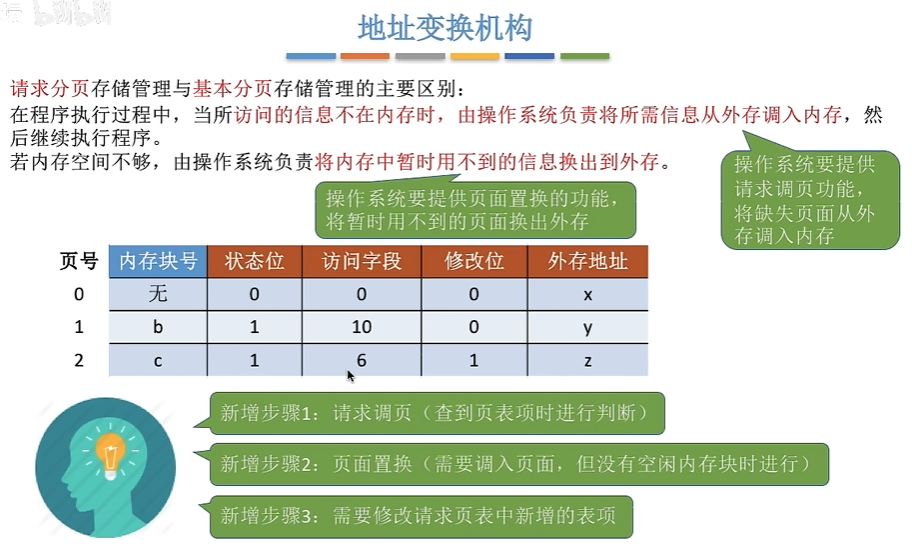 地址变换机构
请求分页存储管理与基本分页存储管理的主要区别：
在程序执行过程中，当所访问的信息不在内存时，由操作系统负责将所需信息从外存调入内存，然
后继续执行程序。
若内存空间不够，由操作系统负责将内存中暂时用不到的信息换出到外存。
操作系统要提供
请求调页功能，
将缺失页面从外
存调入内存
操作系统要提供页面置换的功能，
将暂时用不到的页面换出外存
页号 内存块号 状态位 访问字段 修改位 外存地址
0 无 0 0 0 x
1 b 1 10 0 y
2 c 1 6 1 z
新增步骤1：请求调页（查到页表项时进行判断）
新增步骤2：页面置换（需要调入页面，但没有空闲内存块时进行）
新增步骤3：需要修改请求页表中新增的表项